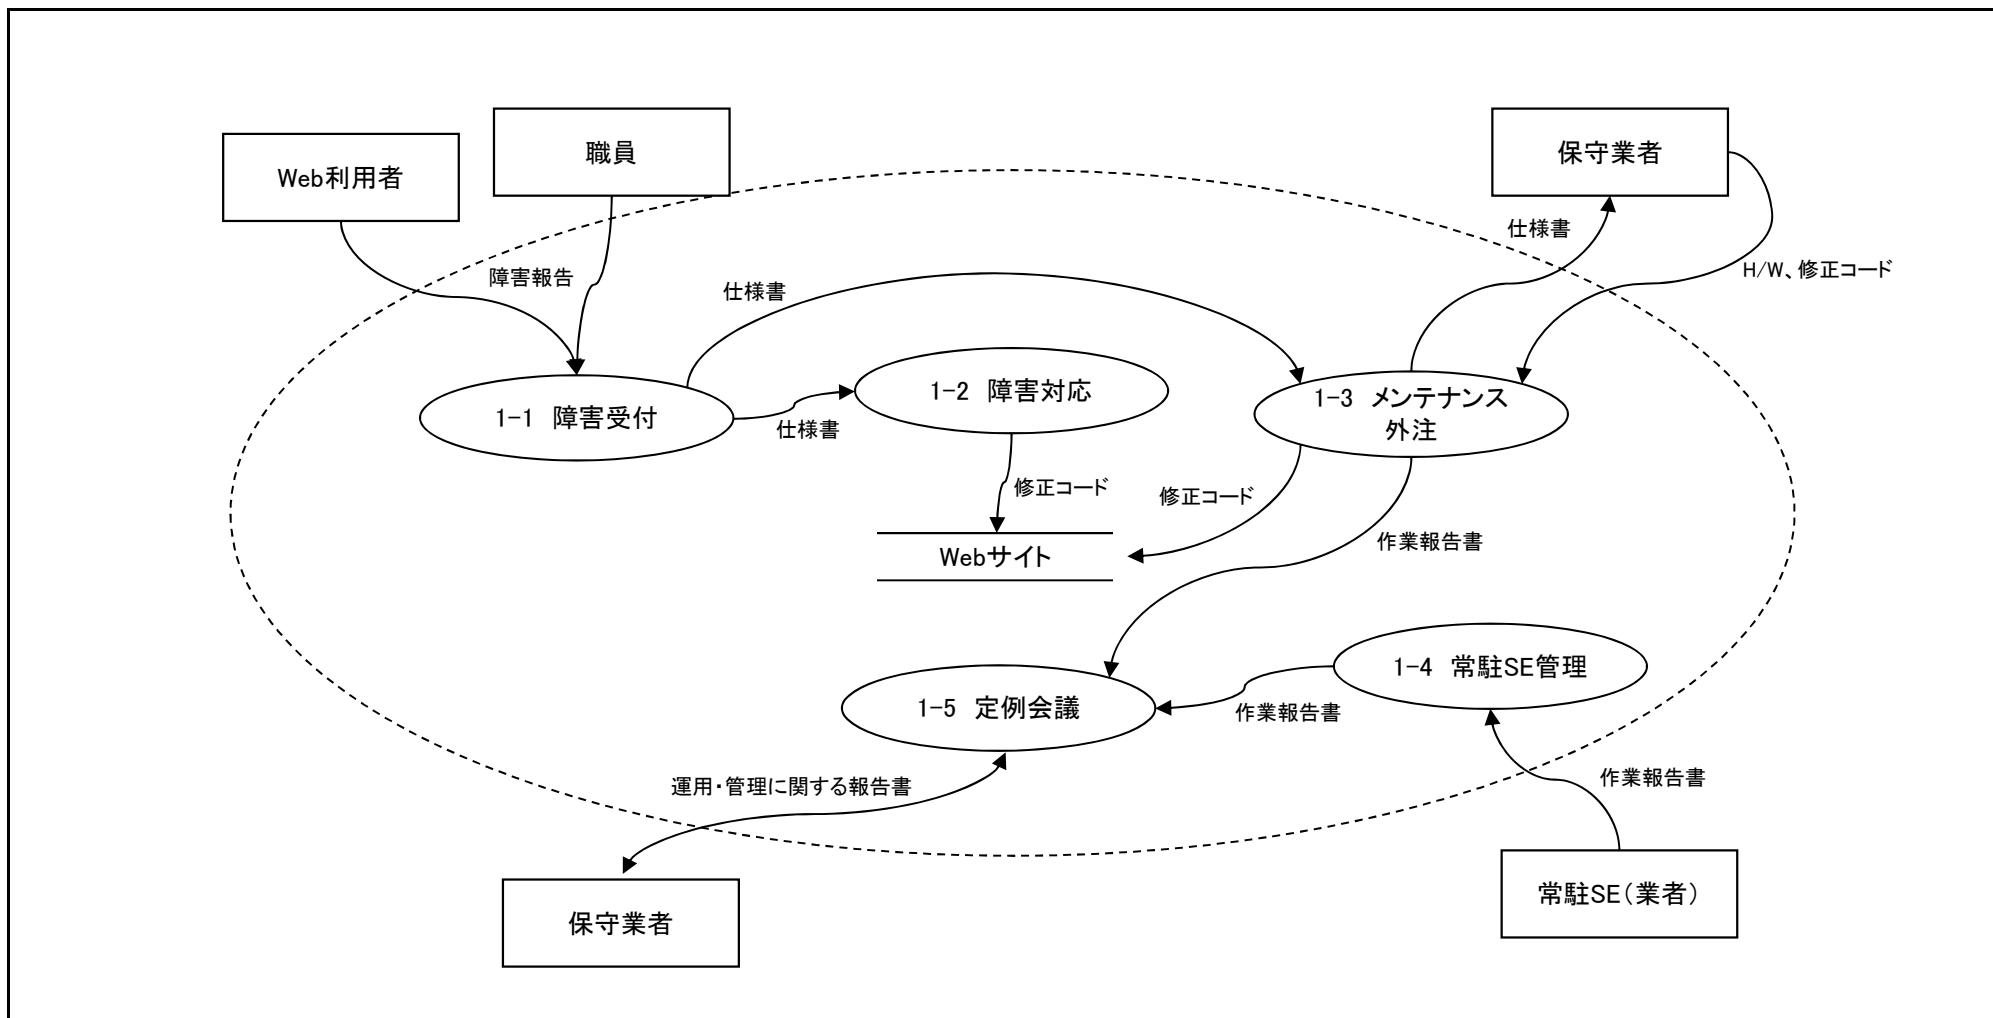 職員
保守業者
Web利用者
仕様書
障害報告
仕様書
H/W、修正コード
1-1 障害受付
1-2 障害対応
仕様書
1-3 メンテナンス
外注
修正コード
修正コード
Webサイト
作業報告書
1-4 常駐SE管理
1-5 定例会議
作業報告書
運用・管理に関する報告書
作業報告書
保守業者
常駐SE(業者)